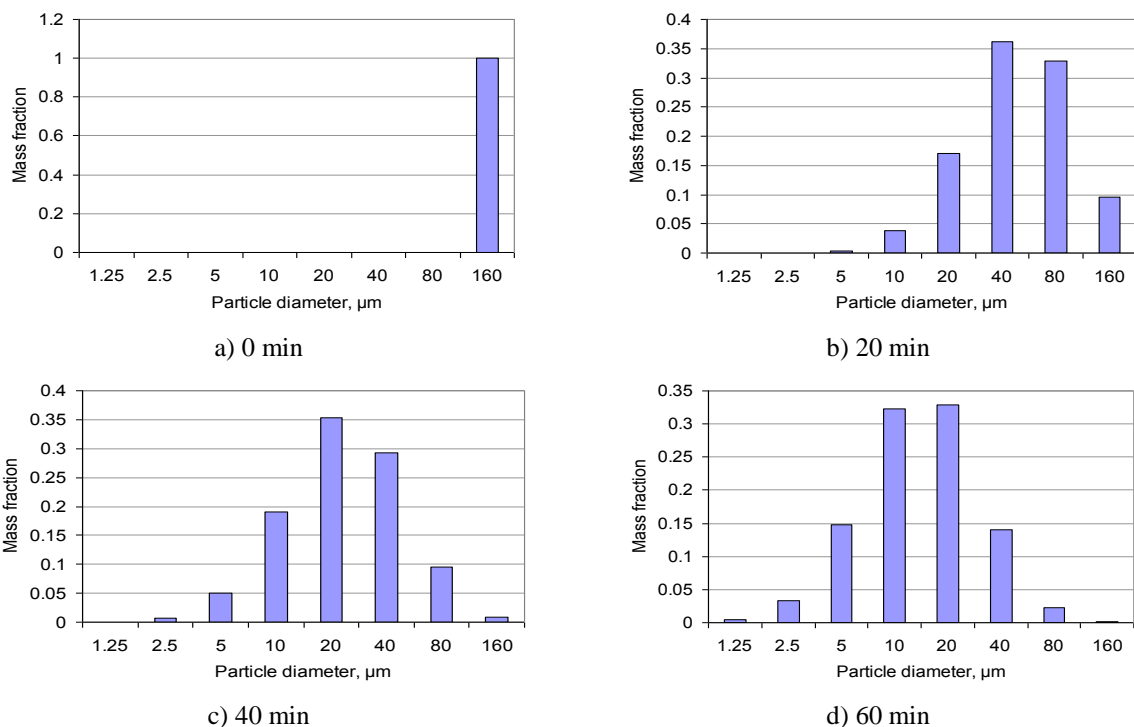 1.2
1
0.8
0.6
0.4
0.2
0
Mass fraction
1.25 2.5 5 10 20 40 80 160
Particle diameter, µm
a) 0 min
0.4
0.35
0.3
0.25
0.2
0.15
0.1
0.05
0
Mass fraction
1.25 2.5 5 10 20 40 80 160
Particle diameter, µm
b) 20 min
0.4
0.35
0.3
0.25
0.2
0.15
0.1
0.05
0
Mass fraction
1.25 2.5 5 10 20 40 80 160
Particle diameter, µm
c) 40 min
0.35
0.3
0.25
0.2
0.15
0.1
0.05
0
Mass fraction
1.25 2.5 5 10 20 40 80 160
Particle diameter, µm
d) 60 min